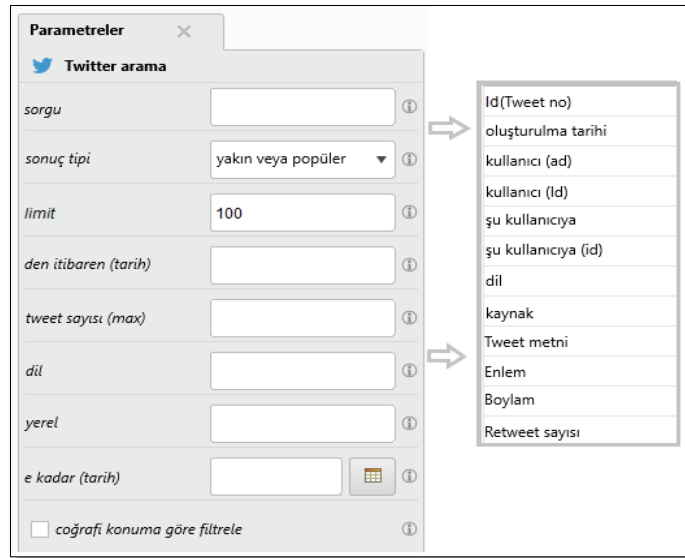 Parametreler
Twitter arama
sorgu
sonuç tipi
yakın veya popüler
limit
100
den itibaren (tarih)
tweet sayısı (max)
dil
yerel
e kadar (tarih)
coğrafi konuma göre filtrele
Id(Tweet no)
oluşturulma tarihi
kullanıcı (ad)
kullanıcı (Id)
şu kullanıcıya
şu kullanıcıya (id)
dil
kaynak
Tweet metni
Enlem
Boylam
Retweet sayısı